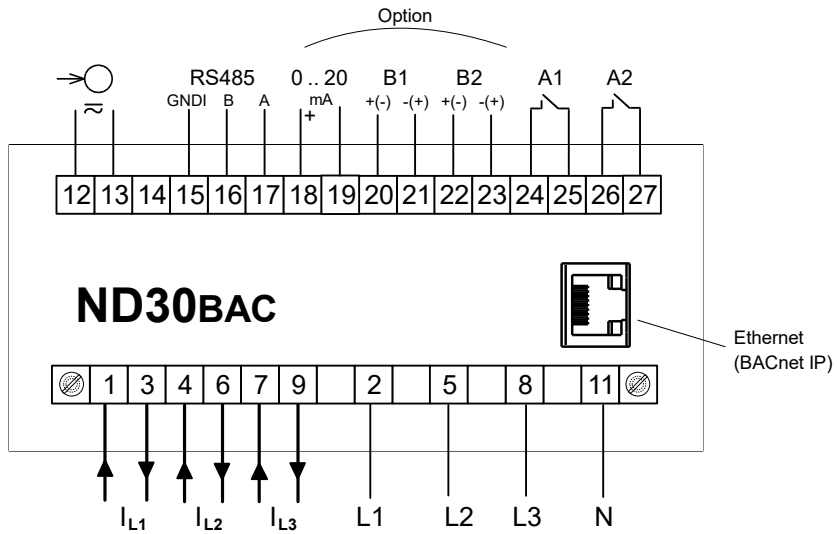 Option
RS485 0 .. 20 B1 B2 A1 A2
GNDI B A mA +(-) -(+) +(-) -(+)
+
12 13 14 15 16 17 18 19 20 21 22 23 24 25 26 27
ND30BAC
Ethernet
(BACnet IP)
1 3 4 6 7 9 2 5 8 11
IL1 IL2 IL3 L1 L2 L3 N